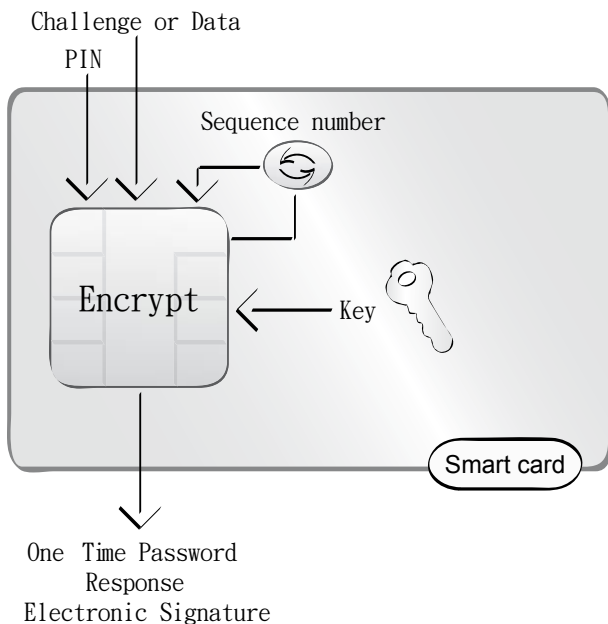 Challenge or Data
PIN
Sequence number
Encrypt
Key
Smart card
One Time Password
Response
Electronic Signature